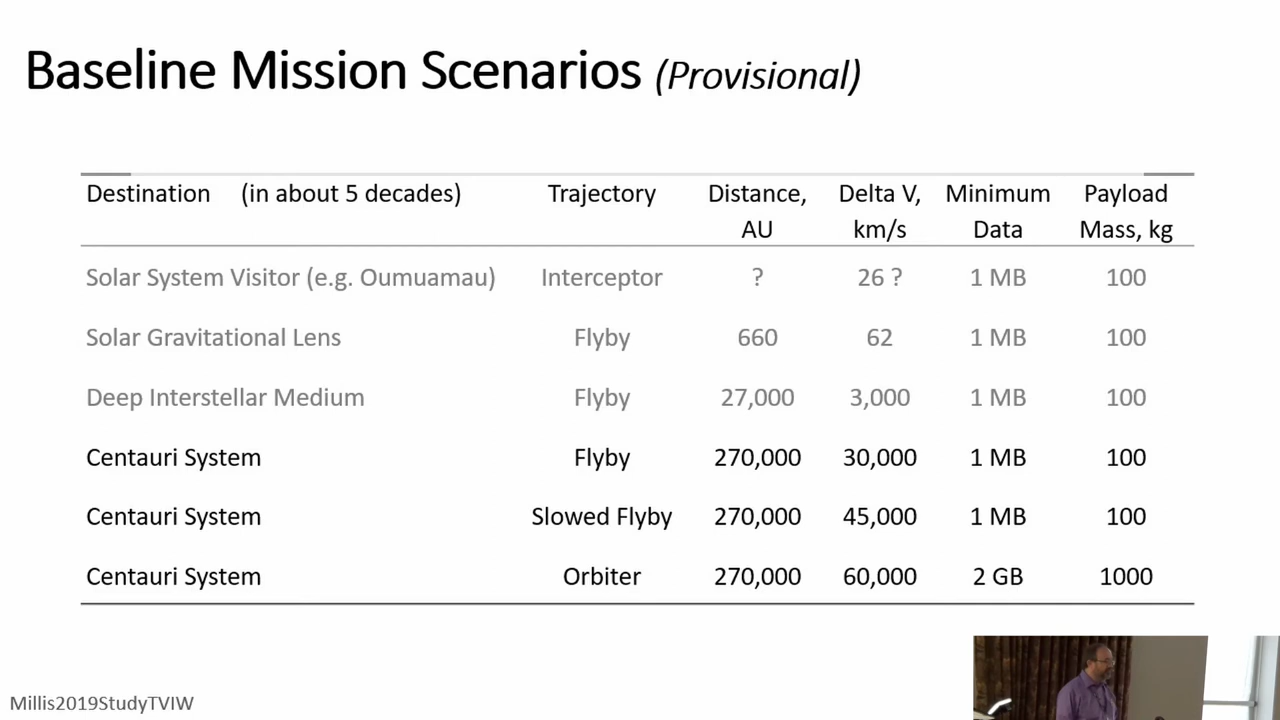 Baseline Mission Scenarios (Provisional)
Destination (in about 5 decades) Trajectory Distance, AU Delta V, km/s Minimum Data Payload Mass, kg
Solar System Visitor (e.g. Oumuamau) Interceptor ? 26 ? 1 MB 100
Solar Gravitational Lens Flyby 660 62 1 MB 100
Deep Interstellar Medium Flyby 27,000 3,000 1 MB 100
Centauri System Flyby 270,000 30,000 1 MB 100
Centauri System Slowed Flyby 270,000 45,000 1 MB 100
Centauri System Orbiter 270,000 60,000 2 GB 1000
Millis2019StudyTVIW